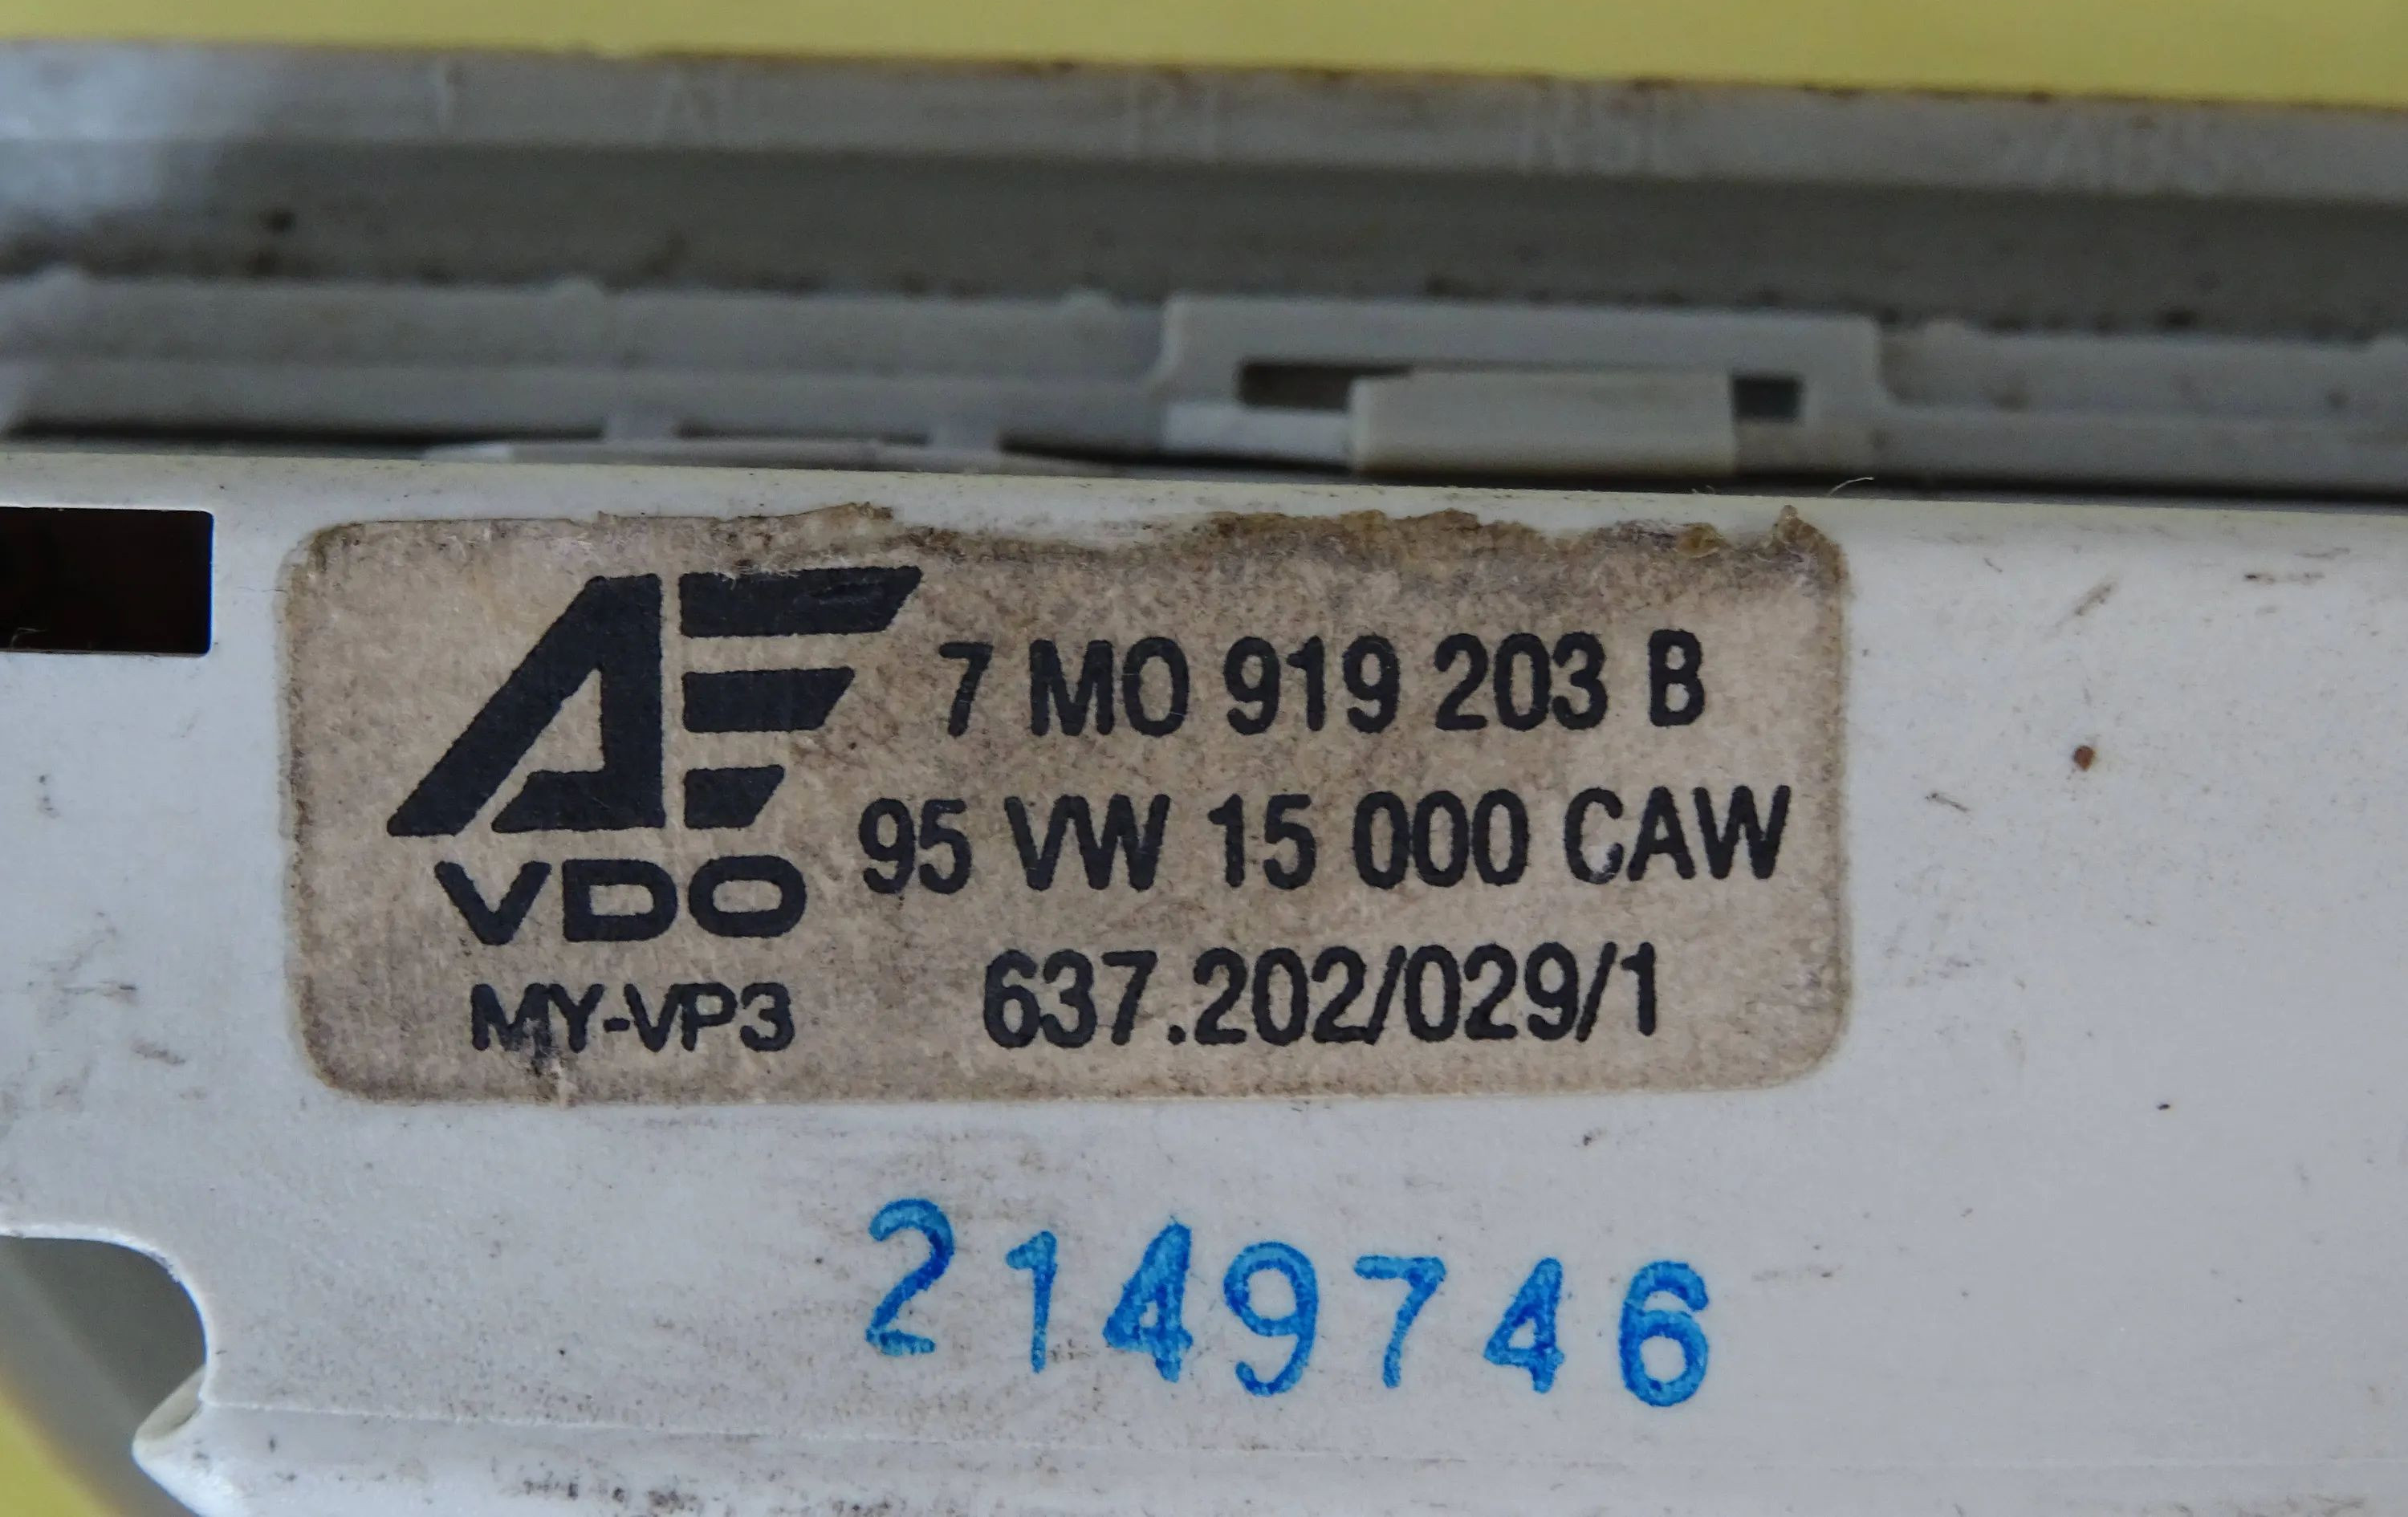 AE
7 M0 919 203 B
95 VW 15 000 CAW
VDO
MY-VP3
637.202/029/1
2149746